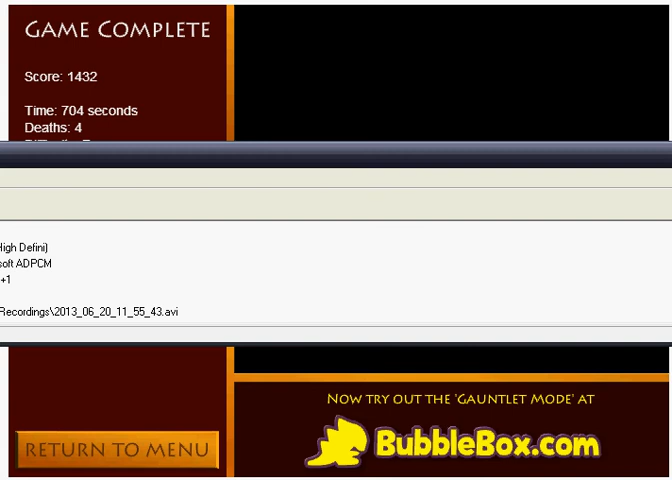 GAME COMPLETE
Score: 1432
Time: 704 seconds
Deaths: 4
High Defini)
soft ADPCM
+1
Recordings\2013_06_20_11_55_43.avi
NOW TRY OUT THE 'GAUNTLET MODE' AT
BubbleBox.com
RETURN TO MENU